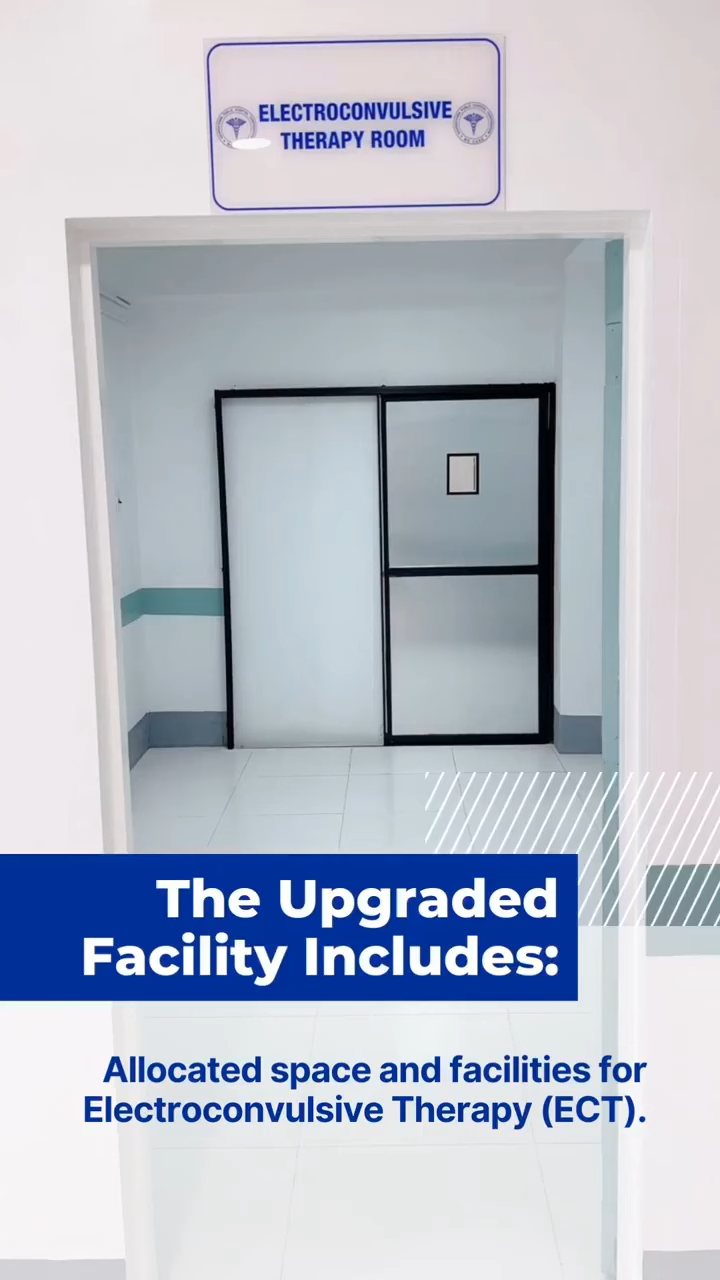 ELECTROCONVULSIVE
THERAPY ROOM
The Upgraded
Facility Includes:
Allocated space and facilities for
Electroconvulsive Therapy (ECT).